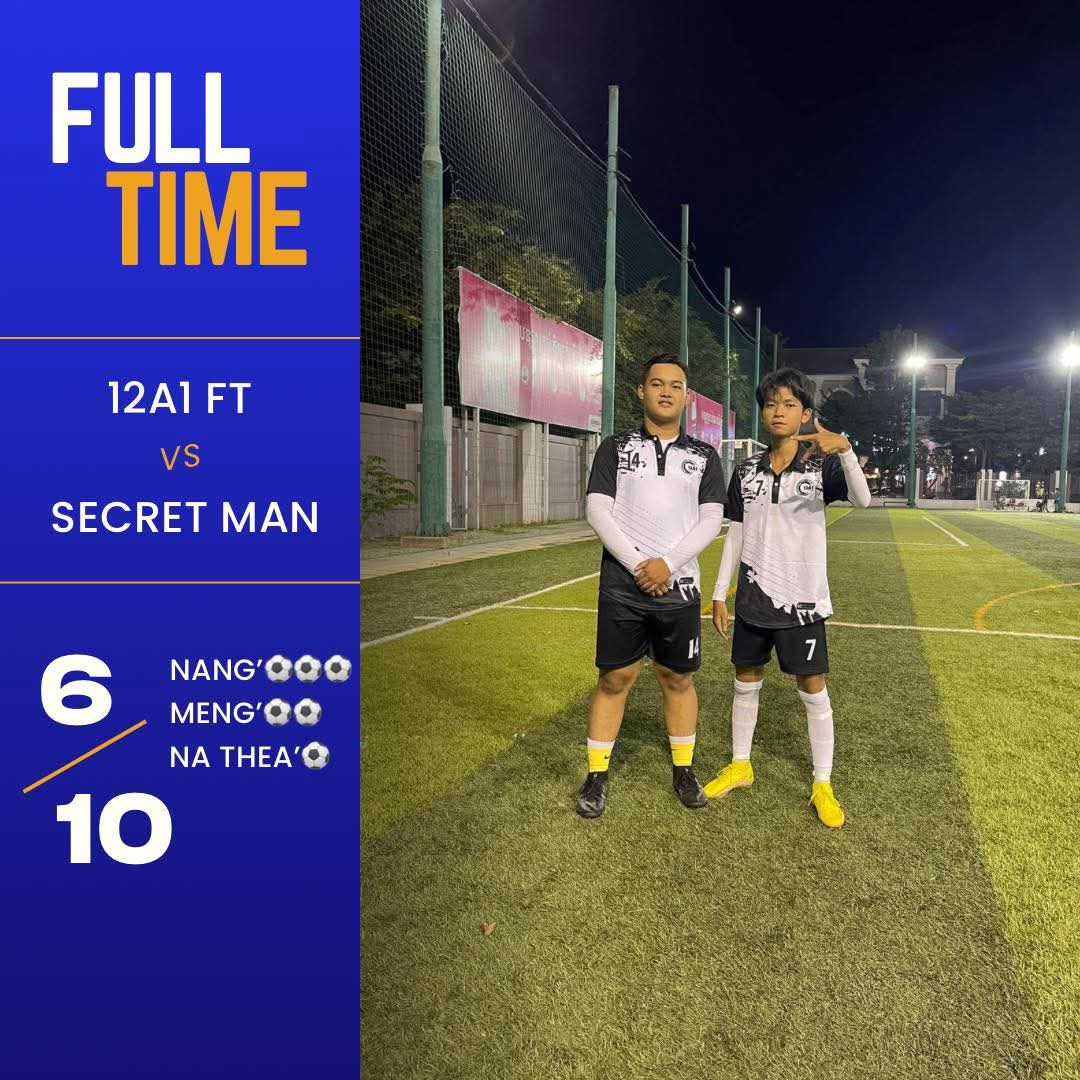 FULL
TIME
12A1 FT
VS
SECRET MAN
6
10
NANG’⚽⚽⚽
MENG’⚽⚽
NA THEA’⚽
14
7
14
7